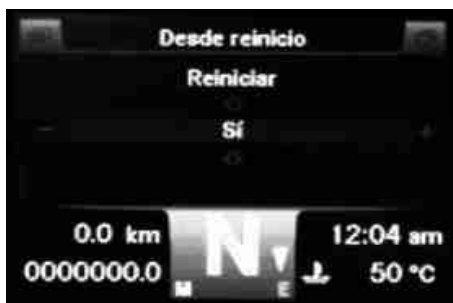 Desde reinicio
Reiniciar
- Sí +
0.0 km
0000000.0
N
M E
12:04 am
50 °C